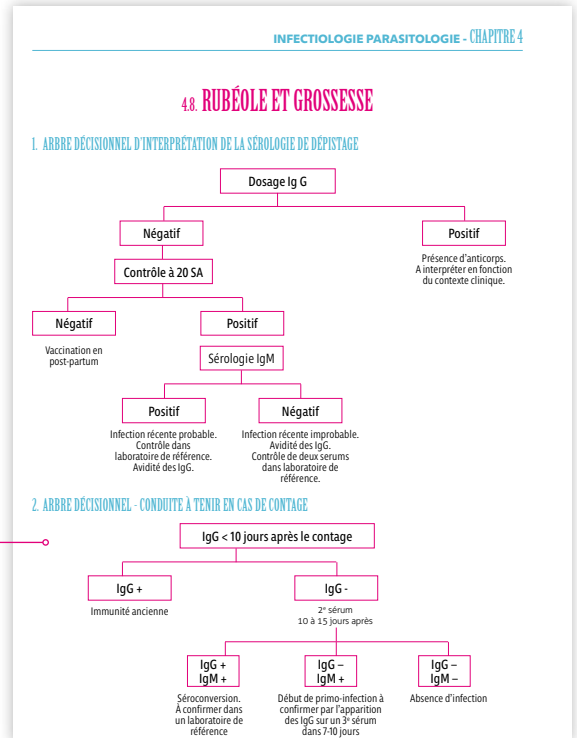 INFECTIOLOGIE PARASITOLOGIE - CHAPITRE 4
4.8. RUBÉOLE ET GROSSESSE
1. ARBRE DÉCISIONNEL D'INTERPRÉTATION DE LA SÉROLOGIE DE DÉPISTAGE
Dosage Ig G
Négatif
Positif
Présence d'anticorps.
A interpréter en fonction
du contexte clinique.
Contrôle à 20 SA
Négatif
Positif
Vaccination en
post-partum
Sérologie IgM
Positif
Négatif
Infection récente probable.
Contrôle dans
laboratoire de référence.
Avidité des IgG.
Infection récente improbable.
Avidité des IgG.
Contrôle de deux serums
dans laboratoire de
référence.
2. ARBRE DÉCISIONNEL - CONDUITE À TENIR EN CAS DE CONTAGE
IgG < 10 jours après le contage
IgG +
IgG -
Immunité ancienne
2e sérum
10 à 15 jours après
IgG +
IgM +
IgG –
IgM +
IgG –
IgM –
Séroconversion.
À confirmer dans
un laboratoire de
référence
Début de primo-infection à
confirmer par l'apparition
des IgG sur un 3e sérum
dans 7-10 jours
Absence d'infection